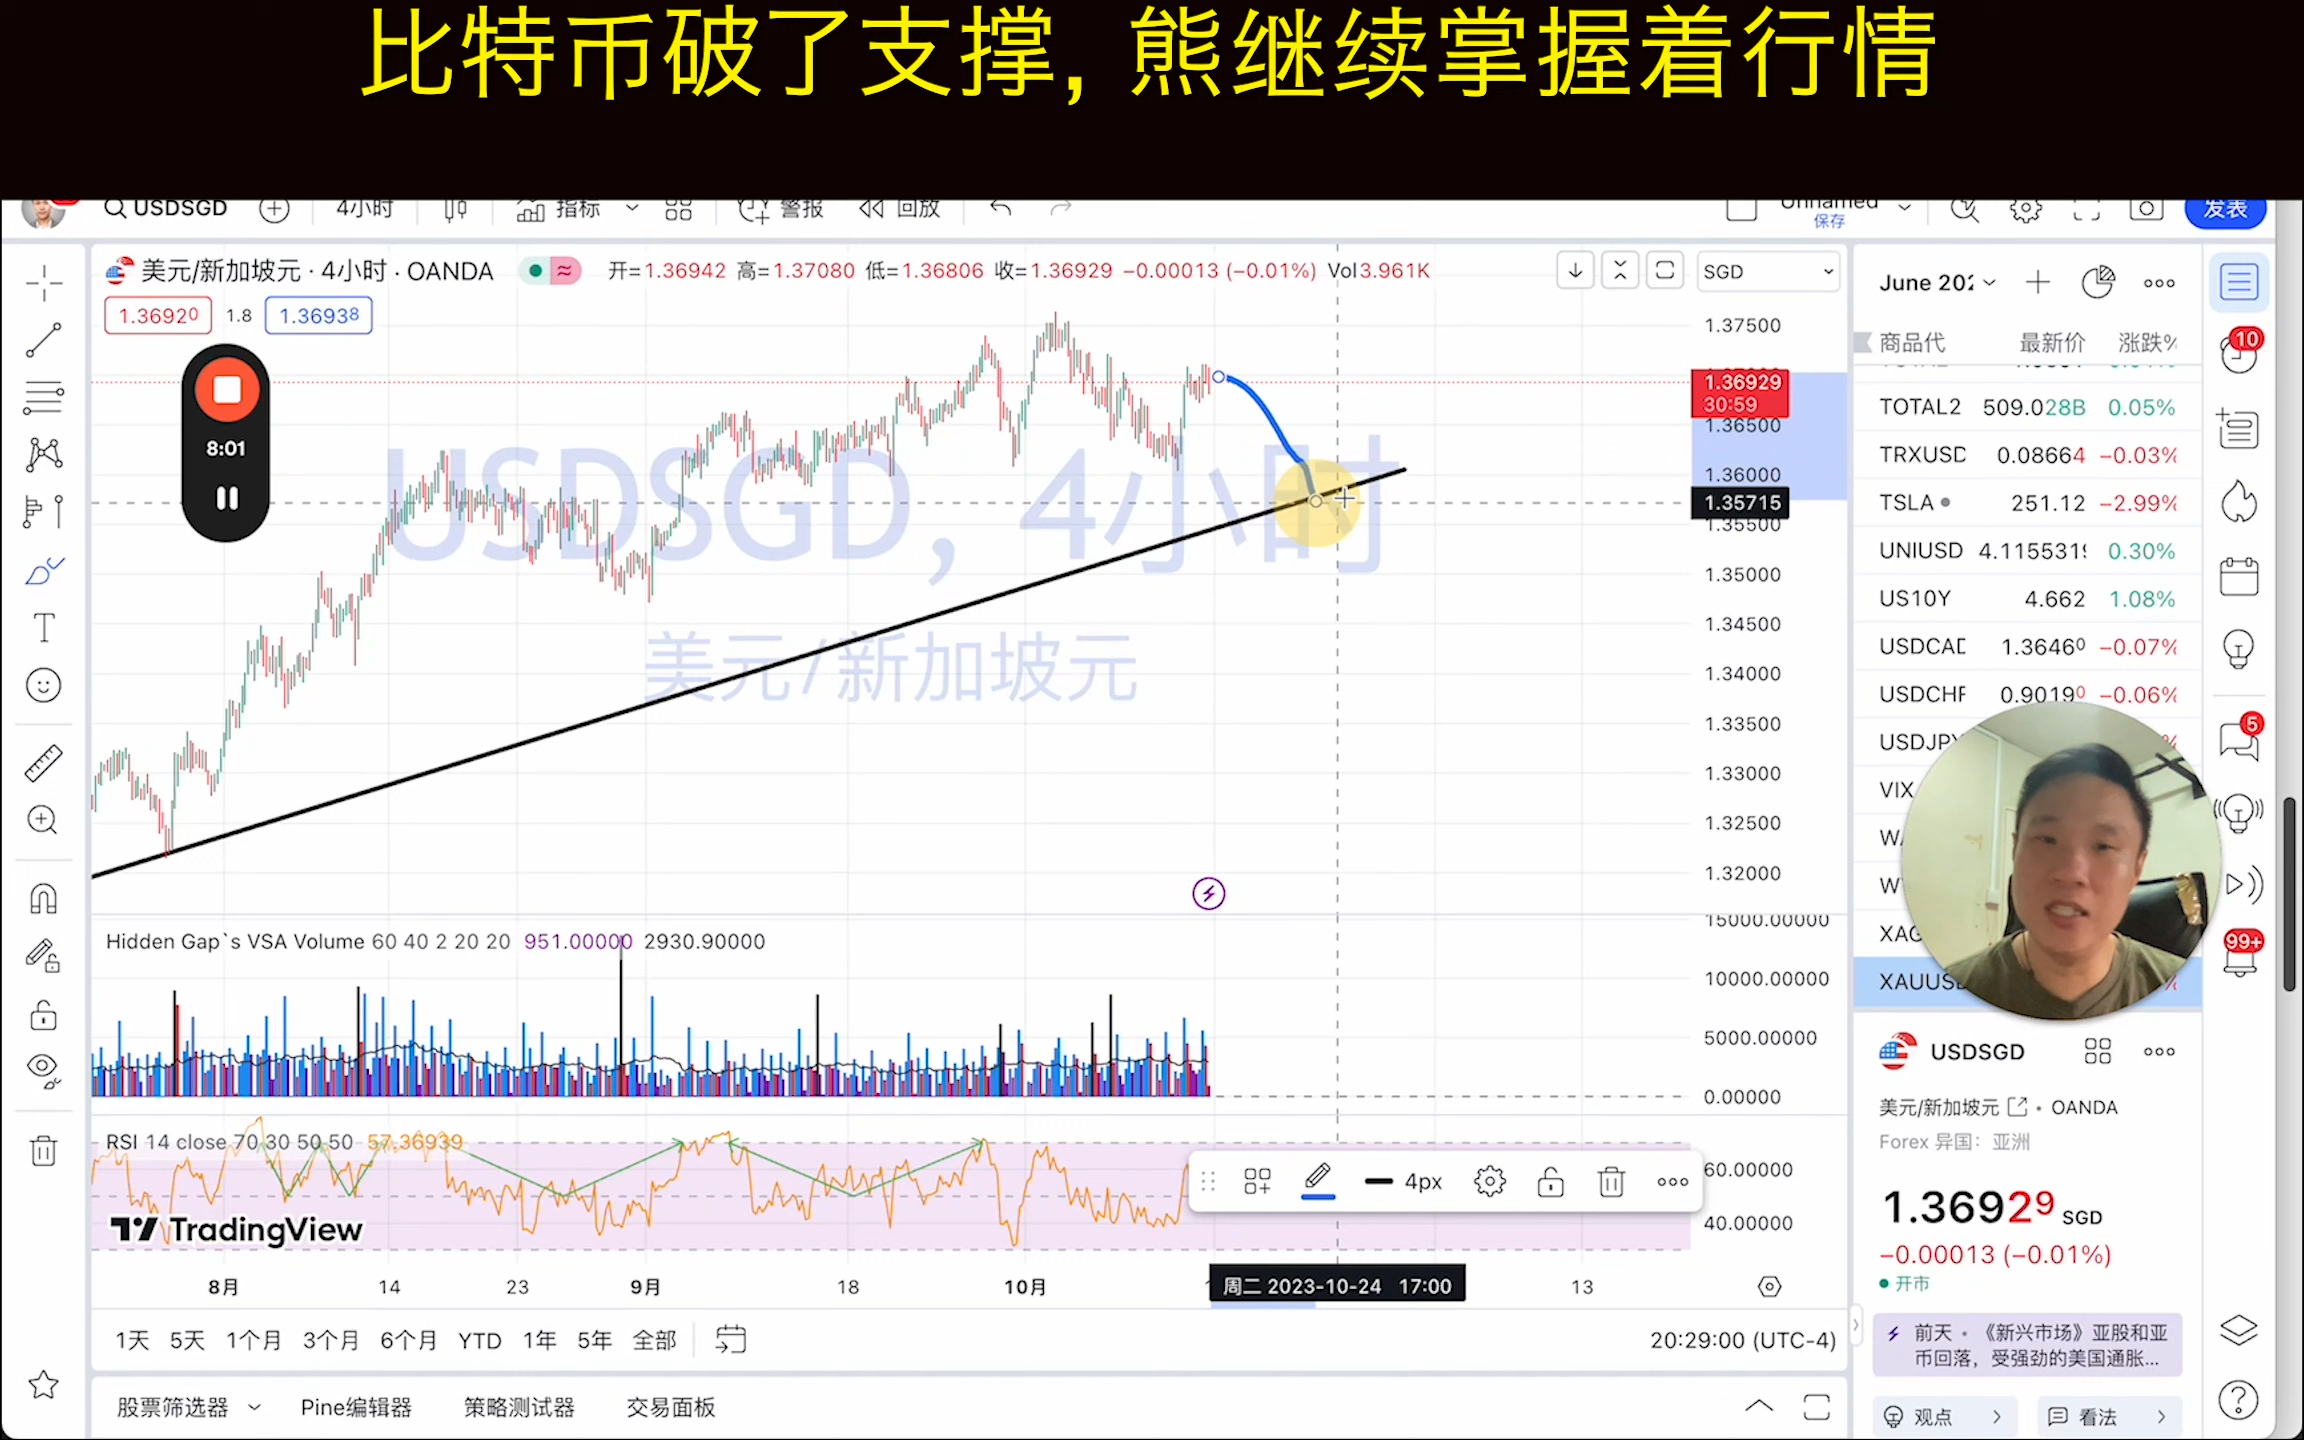 比特币破了支撑, 熊继续掌握着行情
USDSGD
4小时
指标
警报
回放
Unnamed
保存
发表
美元/新加坡元 · 4小时 · OANDA
开=1.36942 高=1.37080 低=1.36806 收=1.36929 −0.00013 (−0.01%) Vol3.961K
SGD
1.36920 1.8 1.36938
8:01
USDSGD, 4小时
美元/新加坡元
1.37500
1.36929
30:59
1.36500
1.36000
1.35715
1.35500
1.35000
1.34500
1.34000
1.33500
1.33000
1.32500
1.32000
Hidden Gap`s VSA Volume 60 40 2 20 20 951.00000 2930.90000
15000.00000
10000.00000
5000.00000
0.00000
RSI 14 close 70 30 50 50 57.36939
60.00000
40.00000
4px
TradingView
8月 14 23 9月 18 10月 周二 2023-10-24 17:00 13
1天 5天 1个月 3个月 6个月 YTD 1年 5年 全部
20:29:00 (UTC-4)
股票筛选器 Pine编辑器 策略测试器 交易面板
June 202
商品代 最新价 涨跌%
TOTAL2 509.028B 0.05%
TRXUSD 0.08664 −0.03%
TSLA 251.12 −2.99%
UNIUSD 4.1155319 0.30%
US10Y 4.662 1.08%
USDCAD 1.36460 −0.07%
USDCHF 0.90190 −0.06%
USDJPY
VIX
XAUUSD
10
5
99+
USDSGD
美元/新加坡元 • OANDA
Forex 异国: 亚洲
1.36929 SGD
−0.00013 (−0.01%)
开市
前天 • 《新兴市场》亚股和亚
币回落，受强劲的美国通胀...
观点
看法